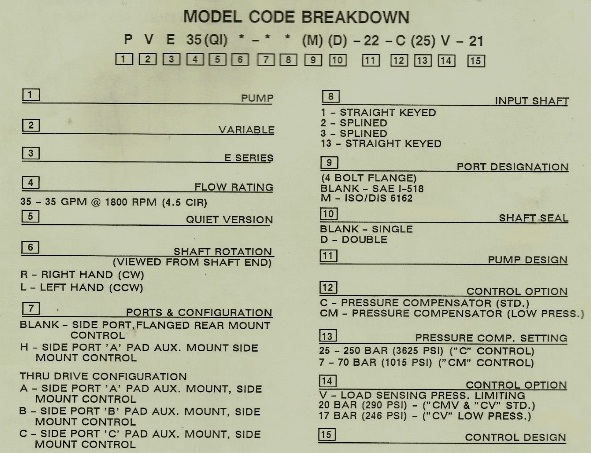 MODEL CODE BREAKDOWN
P V E 35 (QI) * - * * (M) (D) - 22 - C (25) V - 21
1 2 3 4 5 6 7 8 9 10 11 12 13 14 15
1 PUMP
2 VARIABLE
3 E SERIES
4 FLOW RATING
35 - 35 GPM @ 1800 RPM (4.5 CIR)
5 QUIET VERSION
6 SHAFT ROTATION
(VIEWED FROM SHAFT END)
R - RIGHT HAND (CW)
L - LEFT HAND (CCW)
7 PORTS & CONFIGURATION
BLANK - SIDE PORT,FLANGED REAR MOUNT
CONTROL
H - SIDE PORT 'A' PAD AUX. MOUNT SIDE
MOUNT CONTROL
THRU DRIVE CONFIGURATION
A - SIDE PORT 'A' PAD AUX. MOUNT, SIDE
MOUNT CONTROL
B - SIDE PORT 'B' PAD AUX. MOUNT, SIDE
MOUNT CONTROL
C - SIDE PORT 'C' PAD AUX. MOUNT, SIDE
MOUNT CONTROL
8 INPUT SHAFT
1 - STRAIGHT KEYED
2 - SPLINED
3 - SPLINED
13 - STRAIGHT KEYED
9 PORT DESIGNATION
(4 BOLT FLANGE)
BLANK - SAE I-518
M - ISO/DIS 6162
10 SHAFT SEAL
BLANK - SINGLE
D - DOUBLE
11 PUMP DESIGN
12 CONTROL OPTION
C - PRESSURE COMPENSATOR (STD.)
CM - PRESSURE COMPENSATOR (LOW PRESS.)
13 PRESSURE COMP. SETTING
25 - 250 BAR (3625 PSI) ("C" CONTROL)
7 - 70 BAR (1015 PSI) ("CM" CONTROL)
14 CONTROL OPTION
V - LOAD SENSING PRESS. LIMITING
20 BAR (290 PSI) - ("CMV & "CV" STD.)
17 BAR (246 PSI) - ("CV" LOW PRESS.)
15 CONTROL DESIGN